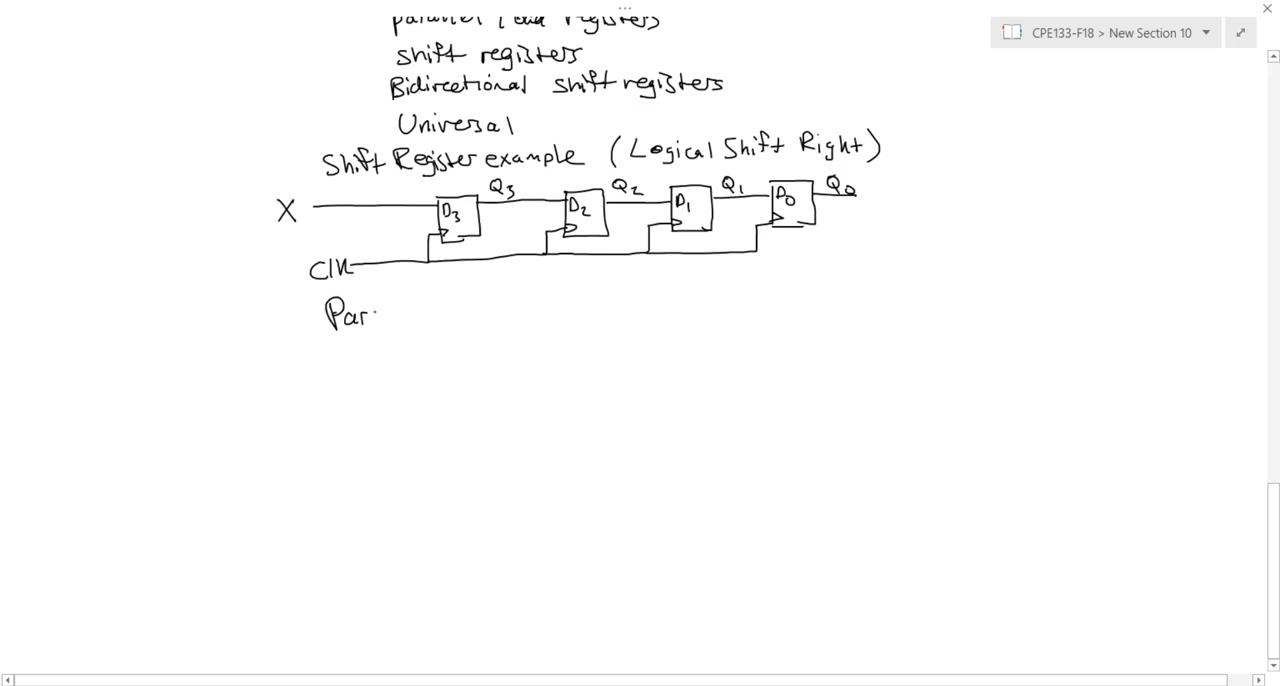 CPE133-F18 > New Section 10
shift registers
Bidirectional shift registers
Universal
Shift Register example (Logical Shift Right)
X D3 Q3 D2 Q2 D1 Q1 D0 Q0
Clk
Par